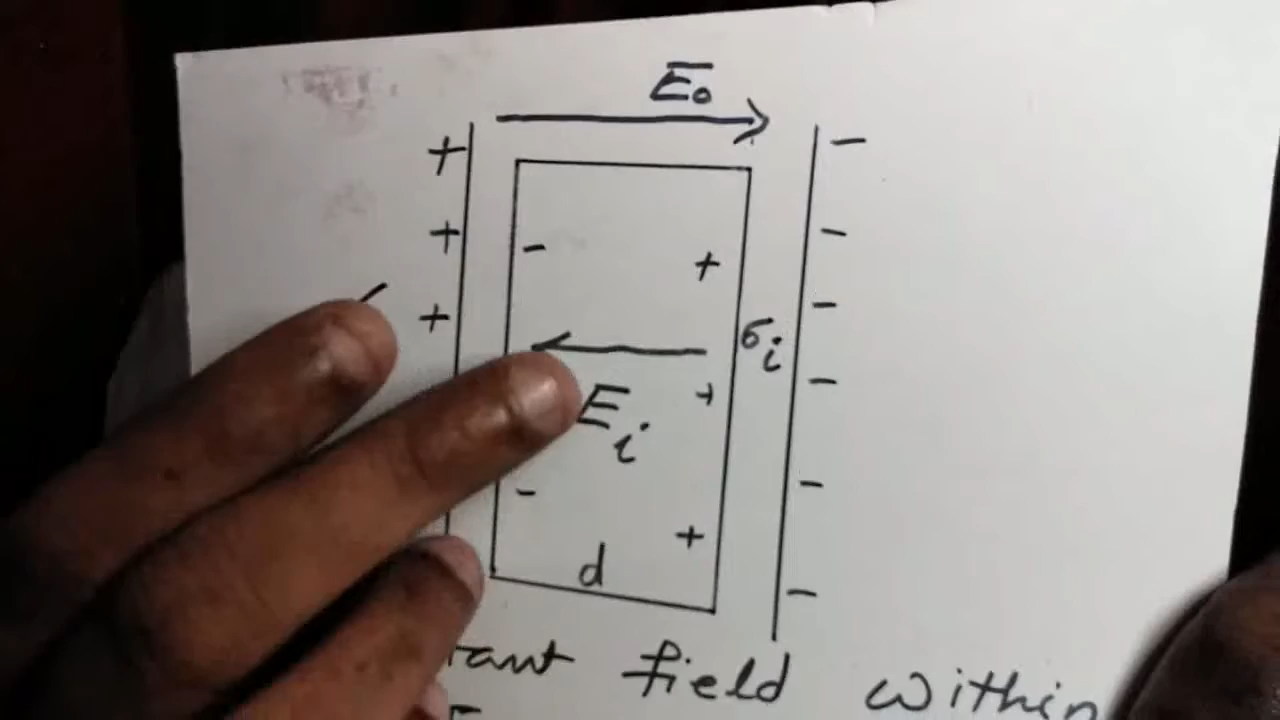 E₀
+ −
+ − + −
+ −
σᵢ
−
+
Eᵢ
− −
+
d −
field within